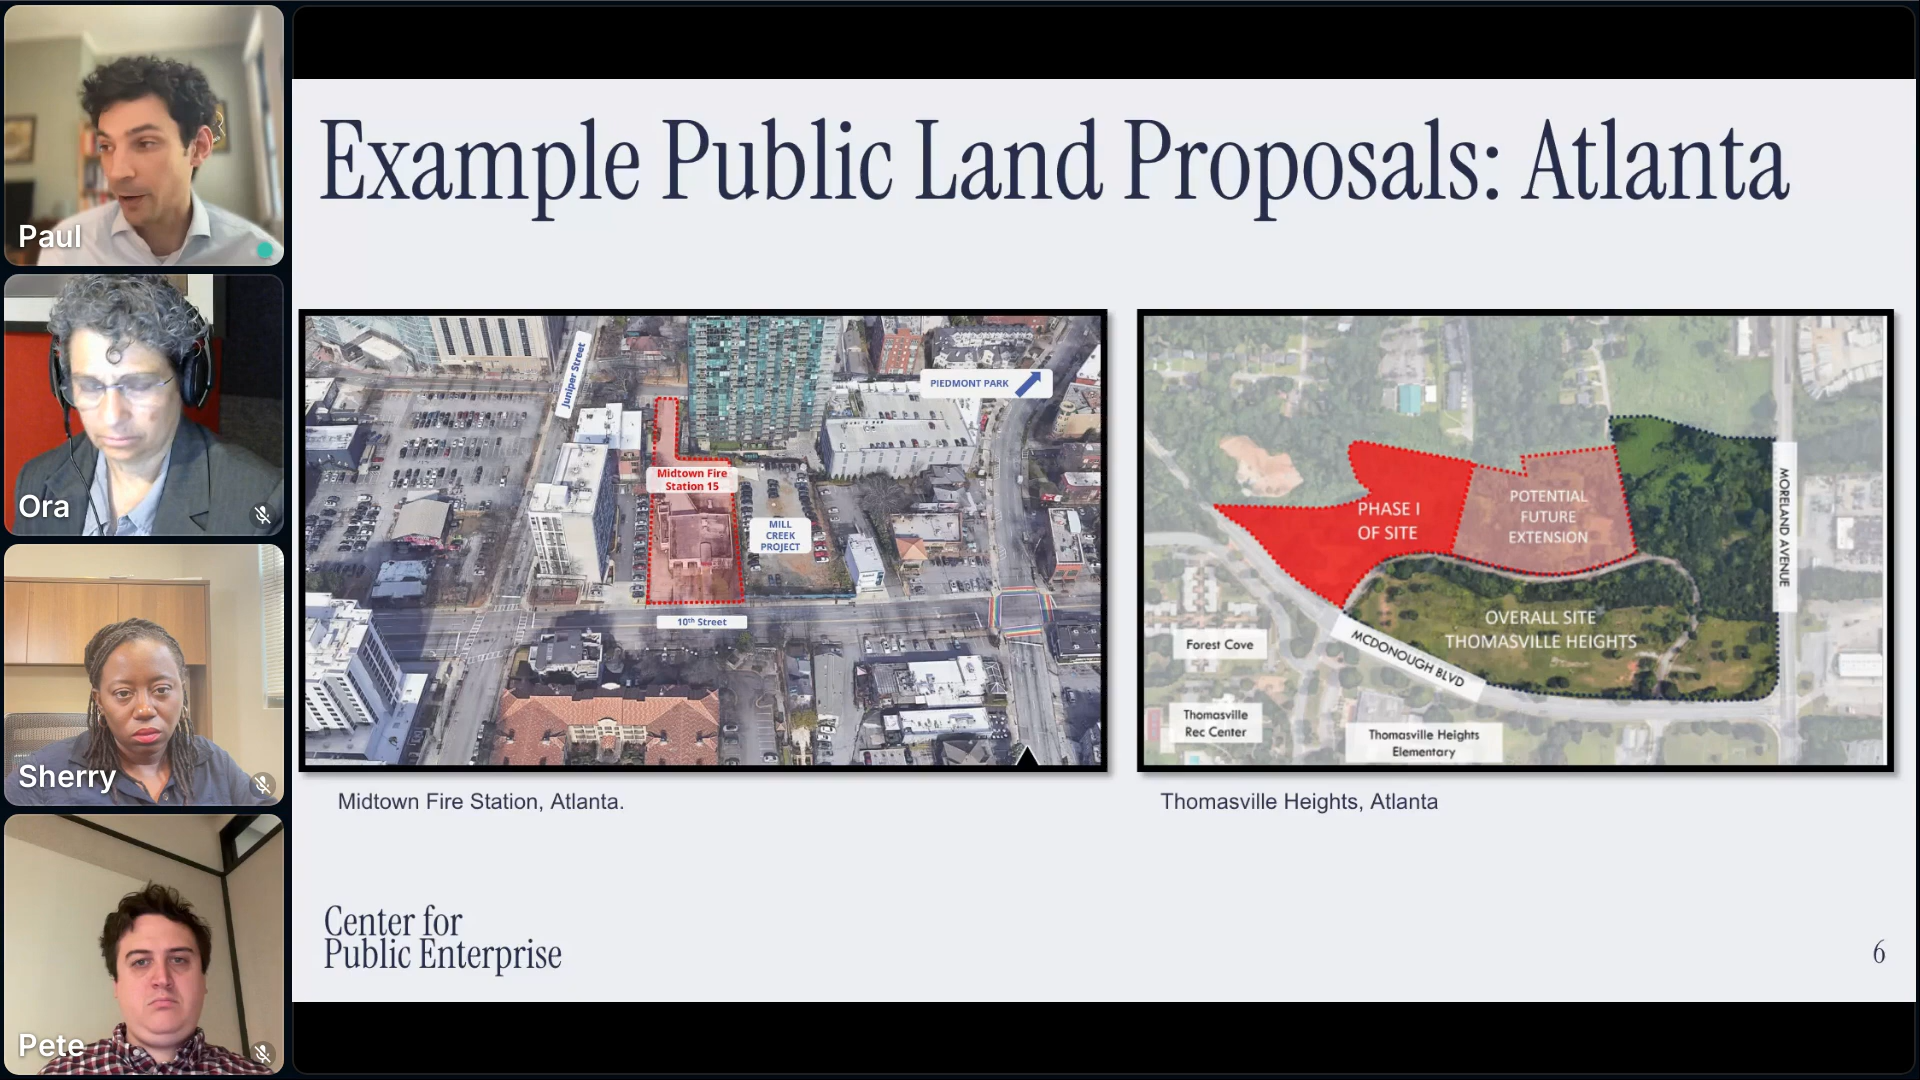 Paul
Ora
Sherry
Pete
Example Public Land Proposals: Atlanta
Juniper Street
PIEDMONT PARK
Midtown Fire
Station 15
MILL
CREEK
PROJECT
10th Street
Midtown Fire Station, Atlanta.
PHASE I
OF SITE
POTENTIAL
FUTURE
EXTENSION
MORELAND AVENUE
OVERALL SITE
THOMASVILLE HEIGHTS
MCDONOUGH BLVD
Forest Cove
Thomasville
Rec Center
Thomasville Heights
Elementary
Thomasville Heights, Atlanta
Center for
Public Enterprise
6